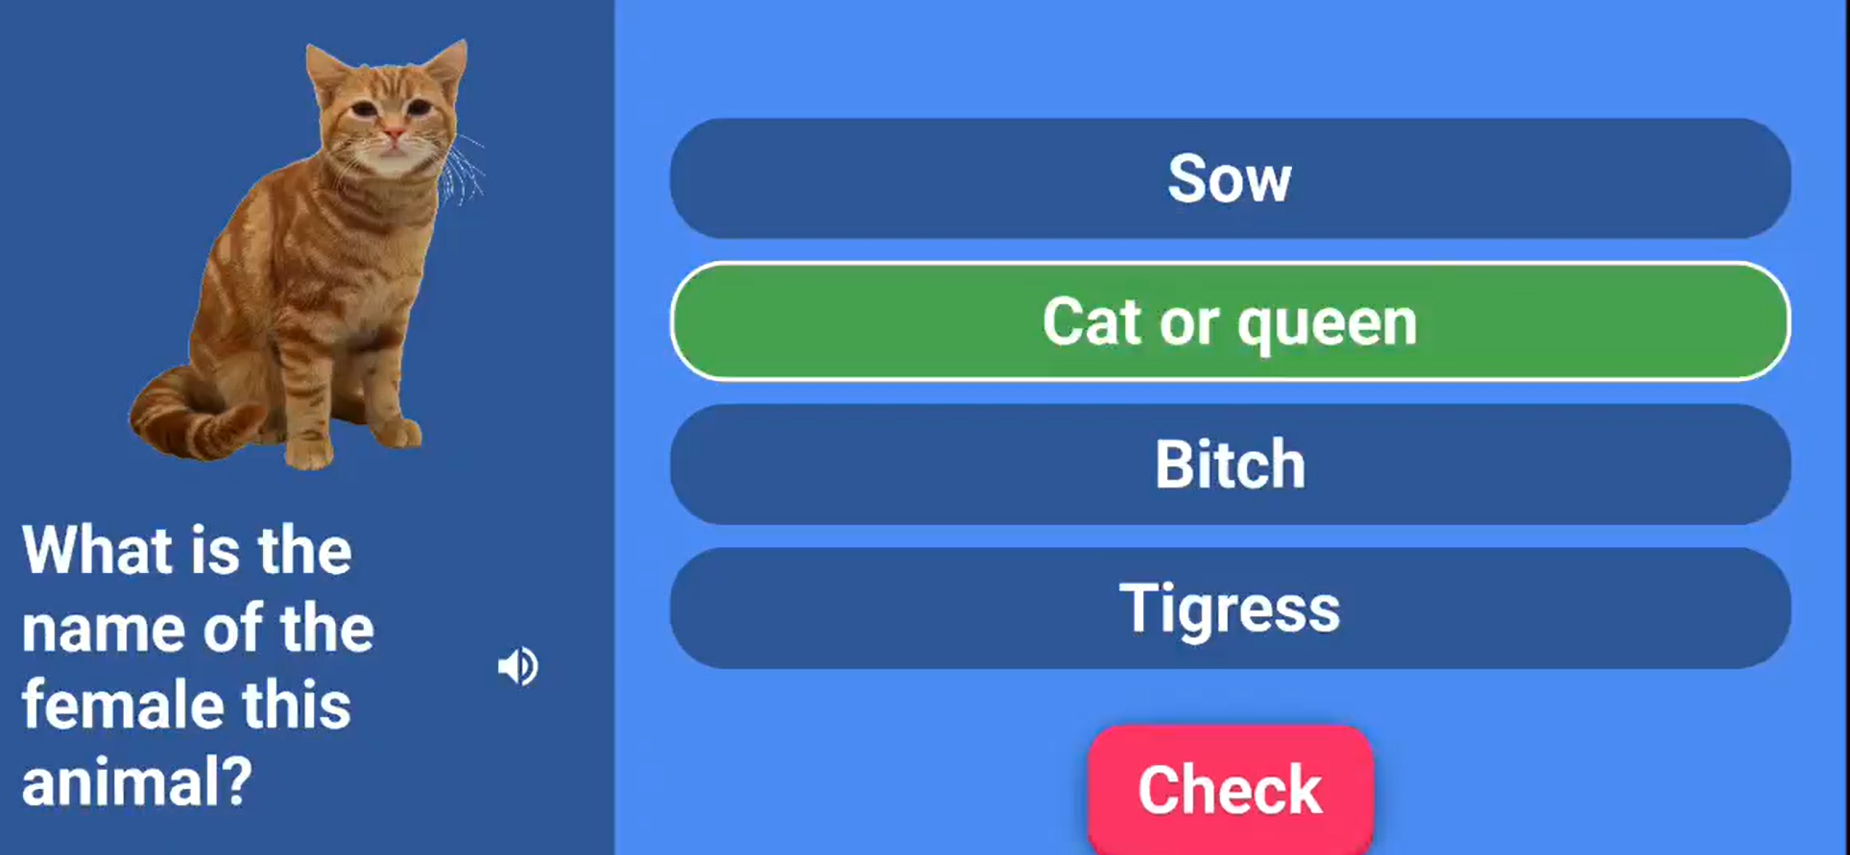 What is the
name of the
female this
animal?
Sow
Cat or queen
Bitch
Tigress
Check